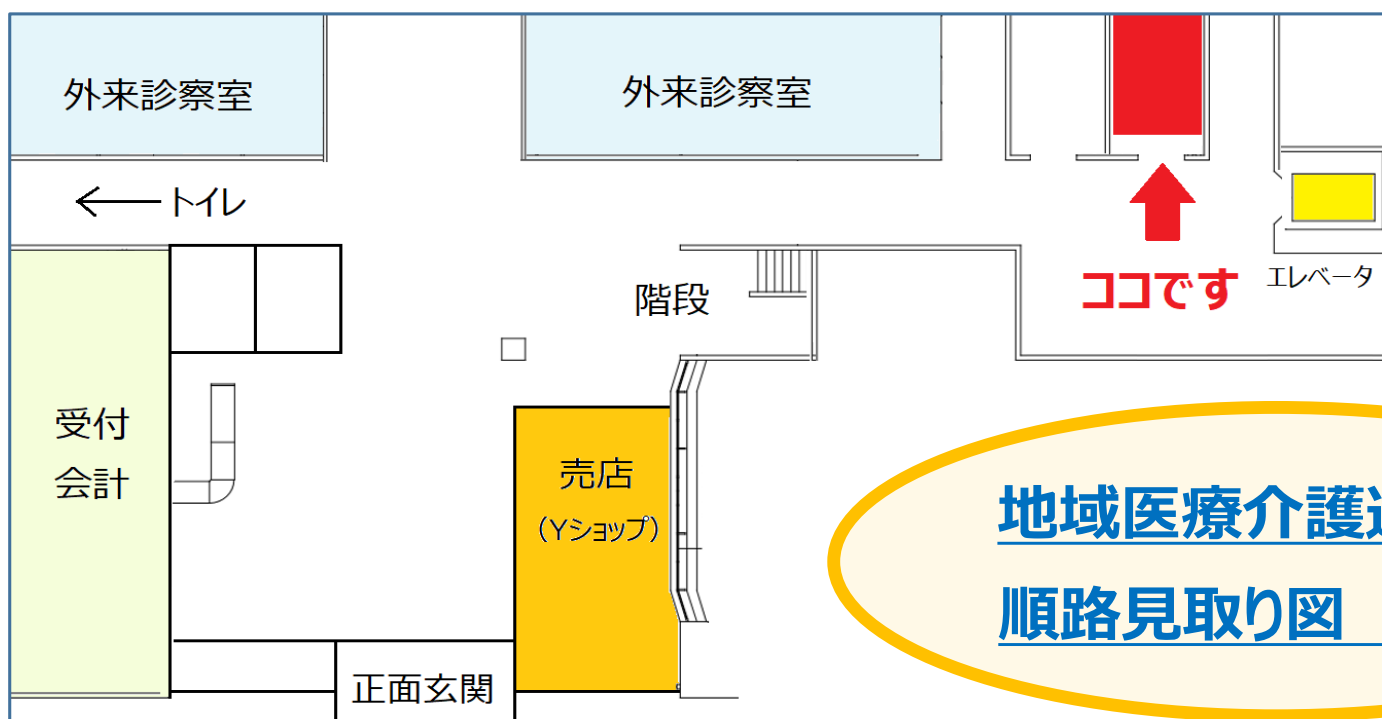 外来診察室
外来診察室
← トイレ
階段
ココです
エレベータ
受付
会計
売店
（Yショップ）
地域医療介護
順路見取り図
正面玄関